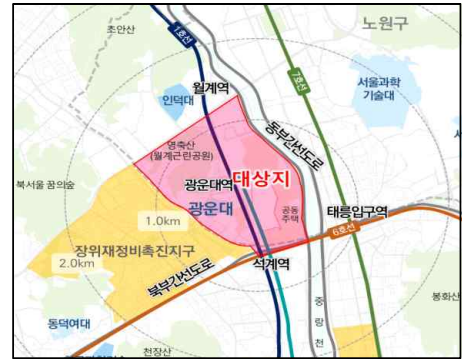 초안산
노원구
1호선
7호선
월계역
인덕대
서울과학
기술대
동부간선도로
영축산
(월계근린공원)
북서울 꿈의숲
광운대역
대상지
광운대
공동
주택
태릉입구역
1.0km
6호선
장위재정비촉진지구
2.0km
석계역
북부간선도로
중랑천
봉화산
동덕여대
천장산